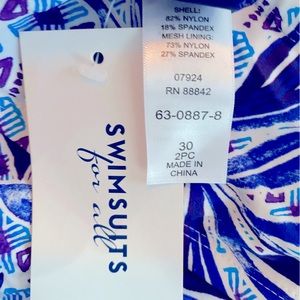 SHELL:
82% NYLON
18% SPANDEX
MESH LINING:
73% NYLON
27% SPANDEX
07924
RN 88842
63-0887-8
30
2PC
MADE IN
CHINA
SWIMSUITS
for all